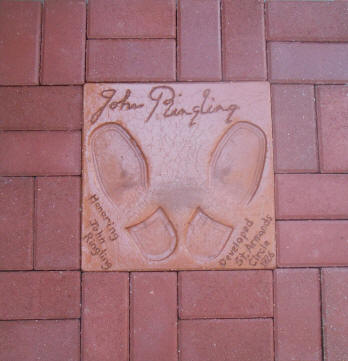 John Ringling
Honoring
John
Ringling
Developed
St. Armands
Circle
1926